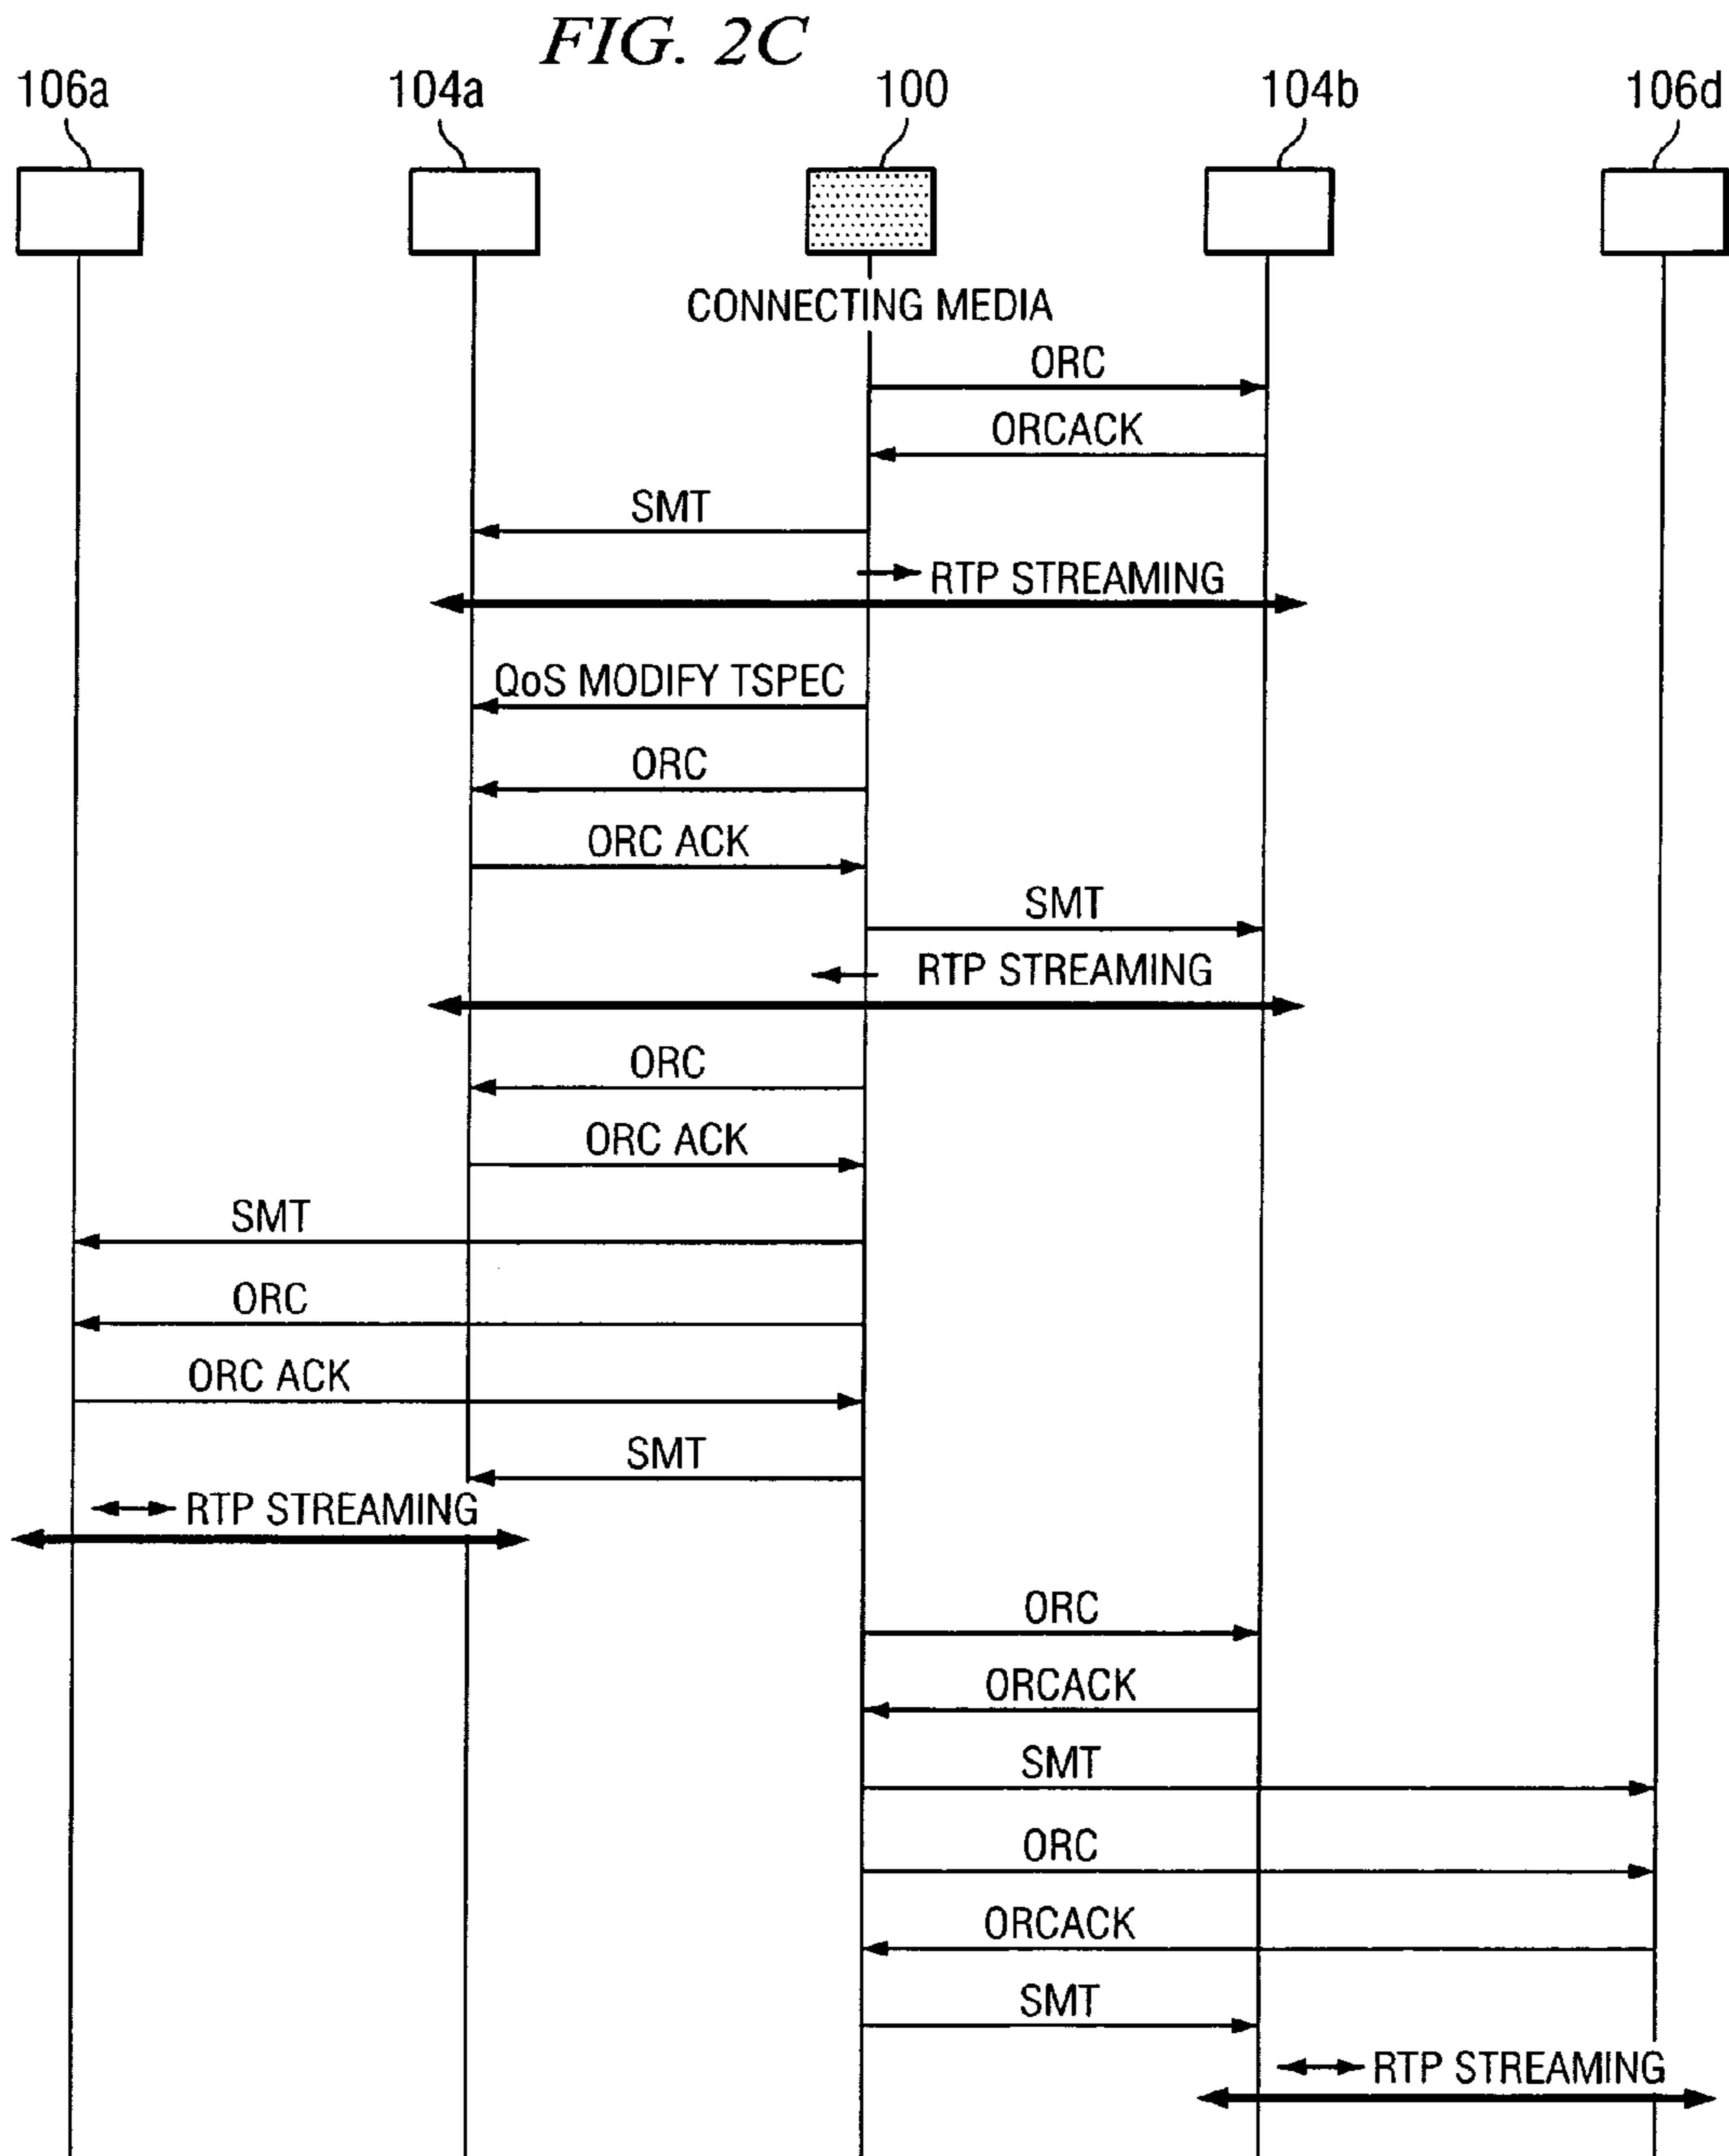 FIG. 2C
106a 104a 100 104b 106d
CONNECTING MEDIA
ORC
ORCACK
SMT
RTP STREAMING
QoS MODIFY TSPEC
ORC
ORC ACK
SMT
RTP STREAMING
ORC
ORC ACK
SMT
ORC
ORC ACK
SMT
RTP STREAMING
ORC
ORCACK
SMT
ORC
ORCACK
SMT
RTP STREAMING